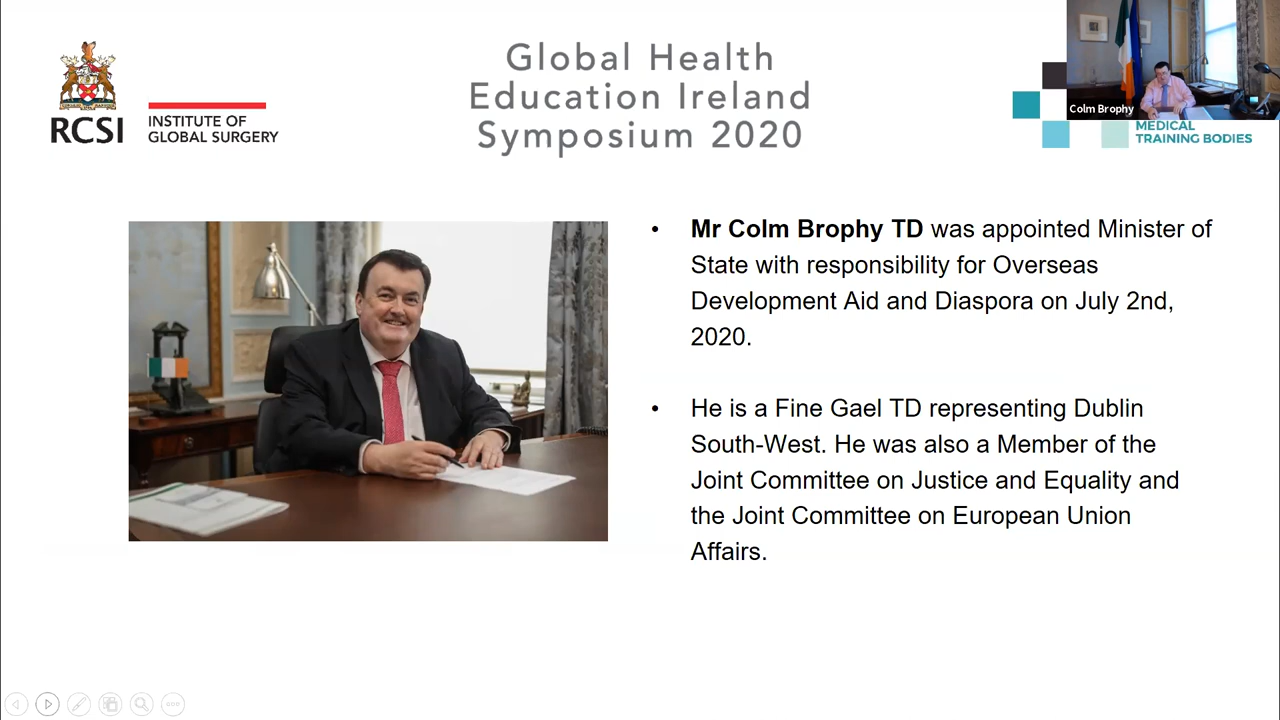 Global Health
Education Ireland
Symposium 2020
RCSI
INSTITUTE OF
GLOBAL SURGERY
Colm Brophy
MEDICAL
TRAINING BODIES
• Mr Colm Brophy TD was appointed Minister of
State with responsibility for Overseas
Development Aid and Diaspora on July 2nd,
2020.
• He is a Fine Gael TD representing Dublin
South-West. He was also a Member of the
Joint Committee on Justice and Equality and
the Joint Committee on European Union
Affairs.